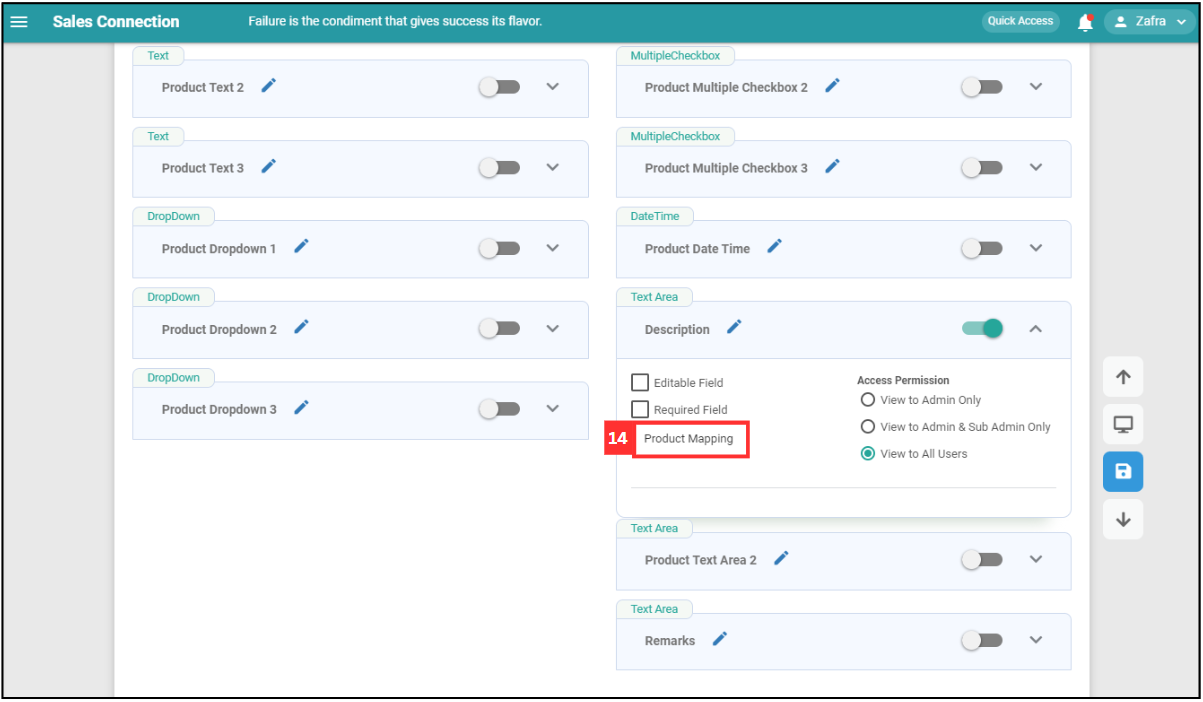 Sales Connection
Failure is the condiment that gives success its flavor.
Quick Access
Zafra
Text
Product Text 2
Text
Product Text 3
DropDown
Product Dropdown 1
DropDown
Product Dropdown 2
DropDown
Product Dropdown 3
MultipleCheckbox
Product Multiple Checkbox 2
MultipleCheckbox
Product Multiple Checkbox 3
DateTime
Product Date Time
Text Area
Description
Editable Field
Required Field
14
Product Mapping
Access Permission
View to Admin Only
View to Admin & Sub Admin Only
View to All Users
Text Area
Product Text Area 2
Text Area
Remarks